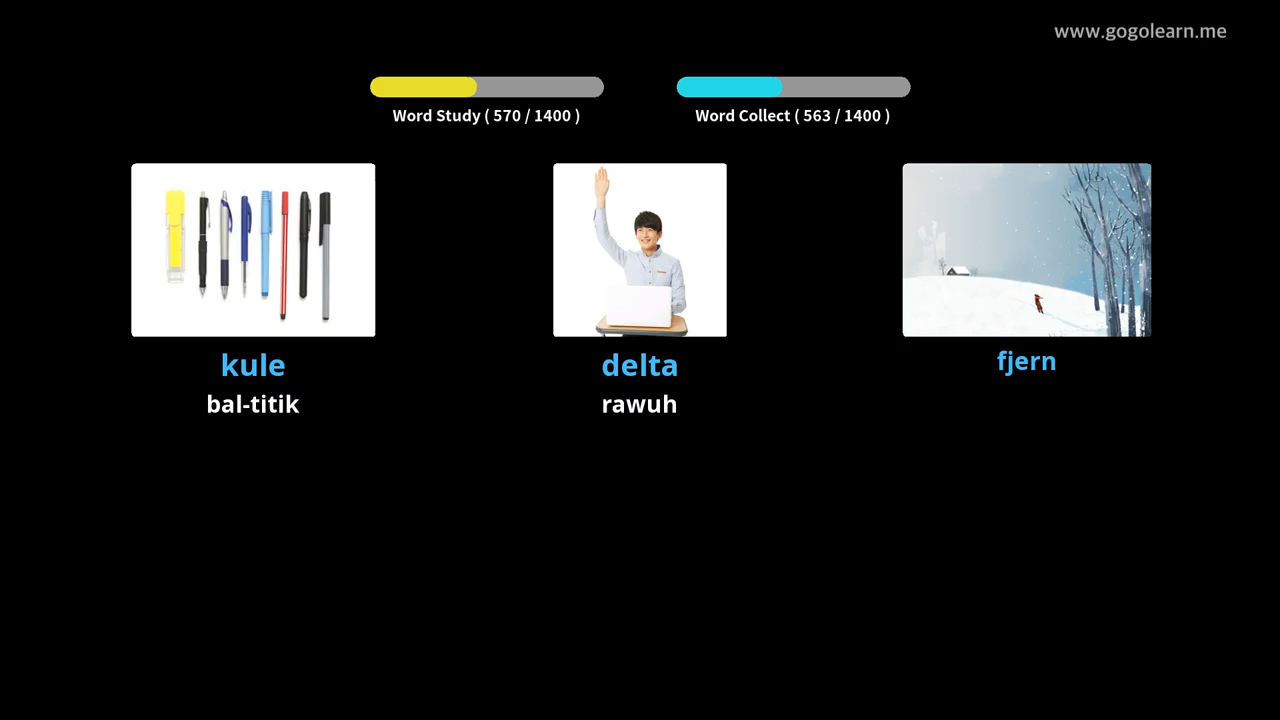 www.gogolearn.me
Word Study ( 570 / 1400 )
Word Collect ( 563 / 1400 )
kule
bal-titik
delta
rawuh
fjern